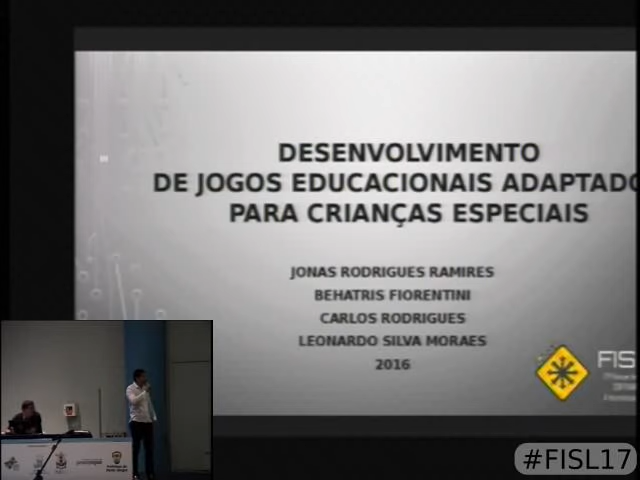 DESENVOLVIMENTO
DE JOGOS EDUCACIONAIS ADAPTADO
PARA CRIANÇAS ESPECIAIS
JONAS RODRIGUES RAMIRES
BEHATRIS FIORENTINI
CARLOS RODRIGUES
LEONARDO SILVA MORAES
2016
FIS
#FISL17